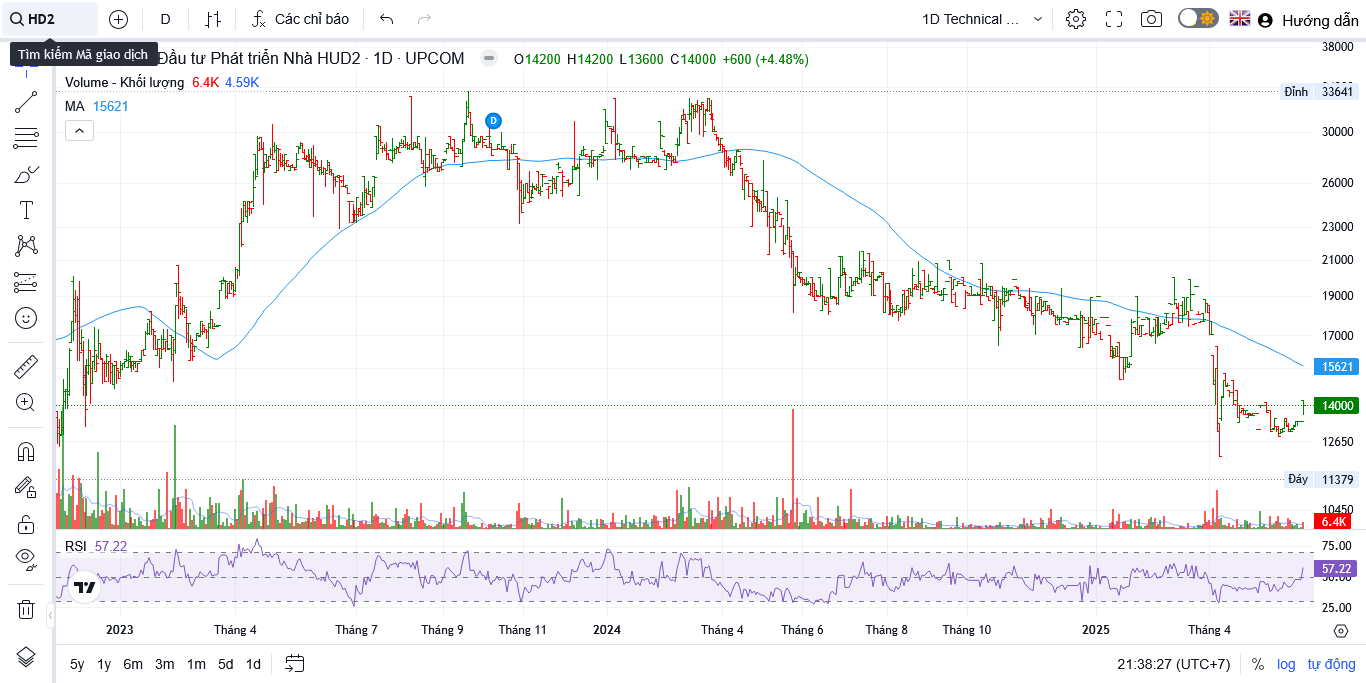 HD2
D
Các chỉ báo
1D Technical ...
Hướng dẫn
Tìm kiếm Mã giao dịch
Đầu tư Phát triển Nhà HUD2 · 1D · UPCOM
O14200 H14200 L13600 C14000 +600 (+4.48%)
Volume - Khối lượng 6.4K 4.59K
MA 15621
D
38000
Đỉnh 33641
30000
26000
23000
21000
19000
17000
15621
14000
12650
Đáy 11379
10450
6.4K
RSI 57.22
75.00
57.22
25.00
2023 Tháng 4 Tháng 7 Tháng 9 Tháng 11 2024 Tháng 4 Tháng 6 Tháng 8 Tháng 10 2025 Tháng 4
5y 1y 6m 3m 1m 5d 1d
21:38:27 (UTC+7) % log tự động